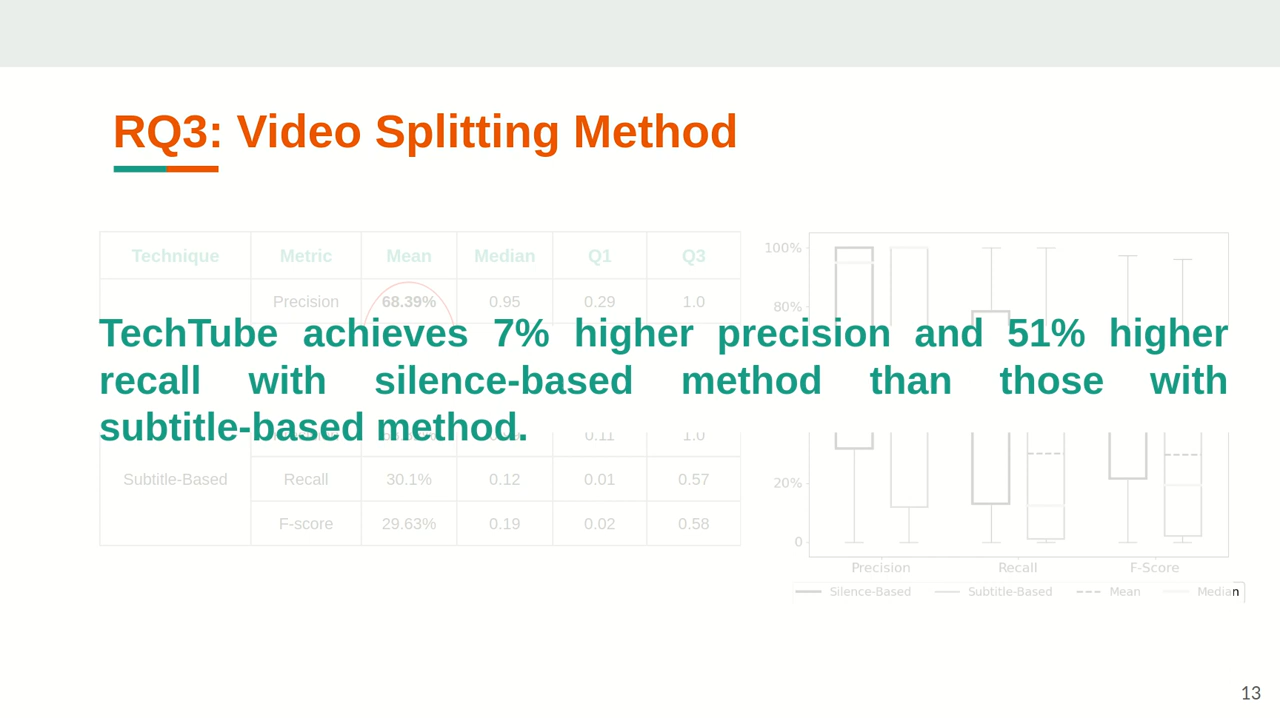 RQ3: Video Splitting Method
Technique Metric Mean Median Q1 Q3
Precision 68.39% 0.95 0.29 1.0
TechTube achieves 7% higher precision and 51% higher
recall with silence-based method than those with
subtitle-based method.
0.11 1.0
Subtitle-Based Recall 30.1% 0.12 0.01 0.57
F-score 29.63% 0.19 0.02 0.58
100%
80%
20%
0
Precision Recall F-Score
Silence-Based Subtitle-Based Mean Median
13